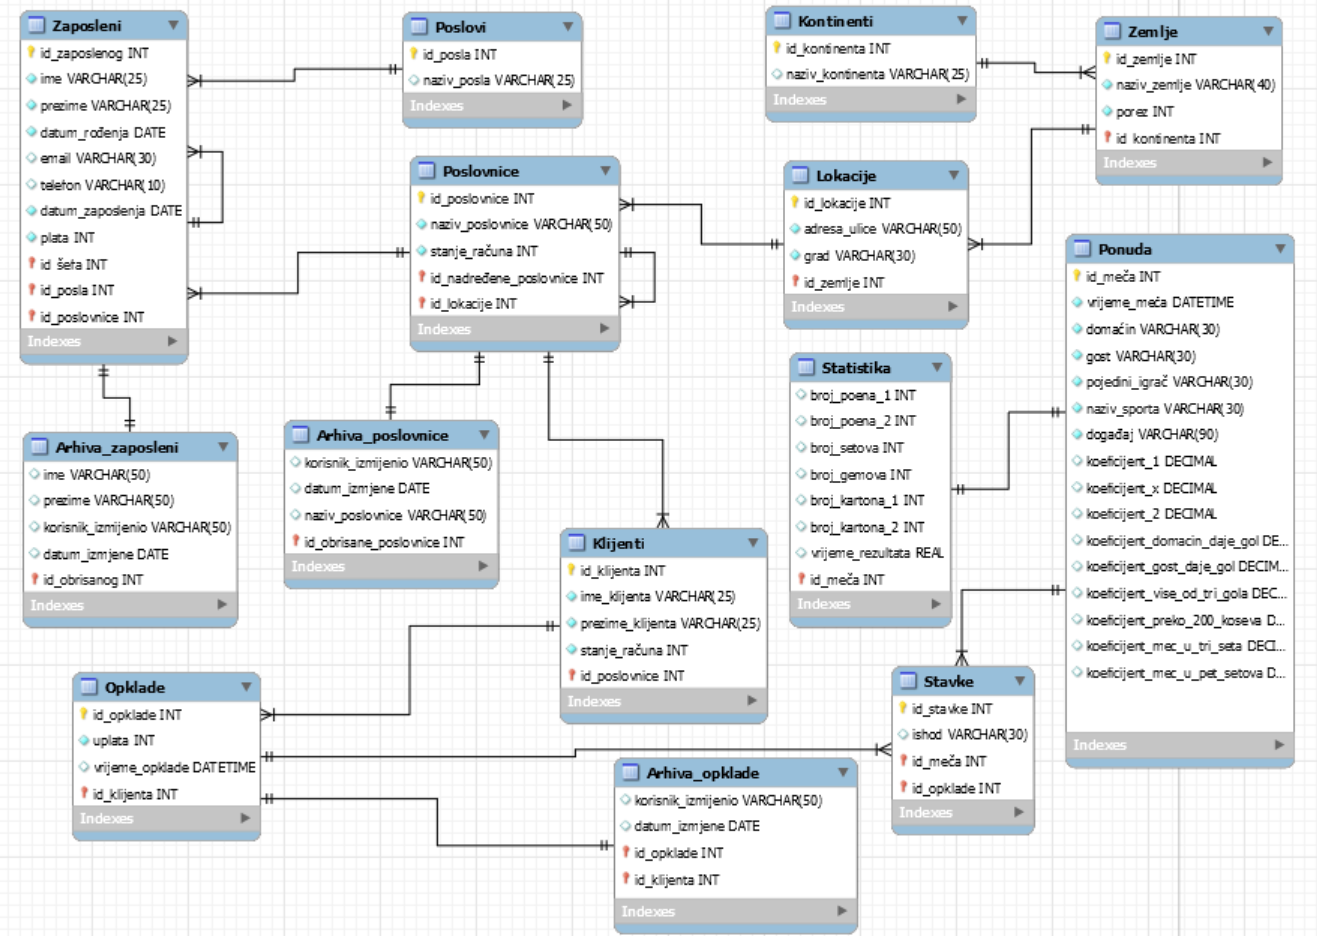 Zaposleni
id_zaposlenog INT
ime VARCHAR(25)
prezime VARCHAR(25)
datum_rođenja DATE
email VARCHAR(30)
telefon VARCHAR(10)
datum_zaposlenja DATE
plata INT
id_šefa INT
id_posla INT
id_poslovnice INT
Indexes
Poslovi
id_posla INT
naziv_posla VARCHAR(25)
Indexes
Kontinenti
id_kontinenta INT
naziv_kontinenta VARCHAR(25)
Indexes
Zemlje
id_zemlje INT
naziv_zemlje VARCHAR(40)
porez INT
id_kontinenta INT
Indexes
Poslovnice
id_poslovnice INT
naziv_poslovnice VARCHAR(50)
stanje_računa INT
id_nadređene_poslovnice INT
id_lokacije INT
Indexes
Lokacije
id_lokacije INT
adresa_ulice VARCHAR(50)
grad VARCHAR(30)
id_zemlje INT
Indexes
Ponuda
id_meča INT
vrijeme_meča DATETIME
domaćin VARCHAR(30)
gost VARCHAR(30)
pojedini_igrač VARCHAR(30)
naziv_sporta VARCHAR(30)
događaj VARCHAR(90)
koeficijent_1 DECIMAL
koeficijent_x DECIMAL
koeficijent_2 DECIMAL
koeficijent_domacin_daje_gol DE...
koeficijent_gost_daje_gol DECIM...
koeficijent_vise_od_tri_gola DEC...
koeficijent_preko_200_koseva D...
koeficijent_mec_u_tri_seta DECI...
koeficijent_mec_u_pet_setova D...
Indexes
Statistika
broj_poena_1 INT
broj_poena_2 INT
broj_setova INT
broj_gemova INT
broj_kartona_1 INT
broj_kartona_2 INT
vrijeme_rezultata REAL
id_meča INT
Indexes
Arhiva_zaposleni
ime VARCHAR(50)
prezime VARCHAR(50)
korisnik_izmijenio VARCHAR(50)
datum_izmjene DATE
id_obrisanog INT
Indexes
Arhiva_poslovnice
korisnik_izmijenio VARCHAR(50)
datum_izmjene DATE
naziv_poslovnice VARCHAR(50)
id_obrisane_poslovnice INT
Indexes
Klijenti
id_klijenta INT
ime_klijenta VARCHAR(25)
prezime_klijenta VARCHAR(25)
stanje_računa INT
id_poslovnice INT
Indexes
Opklade
id_opklade INT
uplata INT
vrijeme_opklade DATETIME
id_klijenta INT
Indexes
Stavke
id_stavke INT
ishod VARCHAR(30)
id_meča INT
id_opklade INT
Indexes
Arhiva_opklade
korisnik_izmijenio VARCHAR(50)
datum_izmjene DATE
id_opklade INT
id_klijenta INT
Indexes